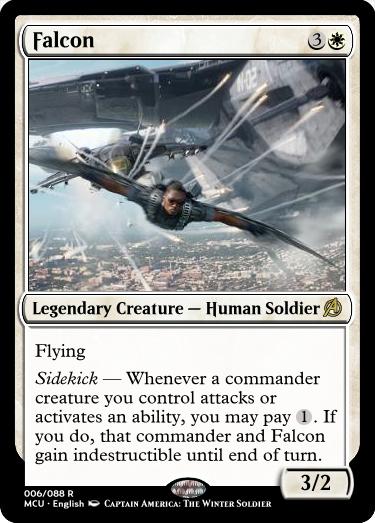 Falcon 3
N-02
Legendary Creature — Human Soldier
Flying
Sidekick — Whenever a commander
creature you control attacks or
activates an ability, you may pay 1. If
you do, that commander and Falcon
gain indestructible until end of turn.
3/2
006/088 R
MCU • English Captain America: The Winter Soldier